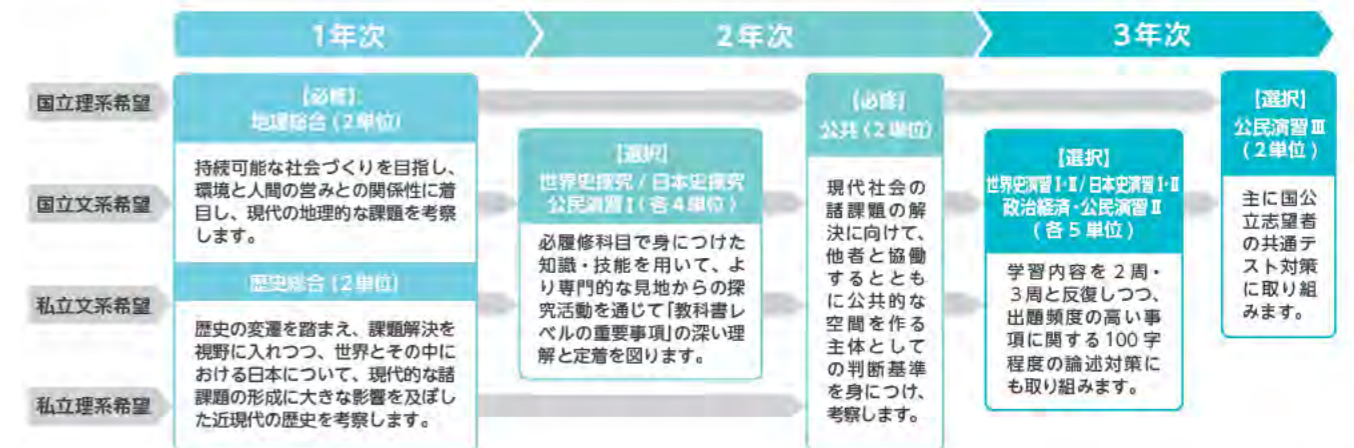 1年次
2年次
3年次
国立理系希望
国立文系希望
私立文系希望
私立理系希望
【必修】
地理総合(2単位)
持続可能な社会づくりを目指し、
環境と人間の営みとの関係性に着
目し、現代の地理的な課題を考察
します。
歴史総合(2単位)
歴史の変遷を踏まえ、課題解決を
視野に入れつつ、世界とその中に
おける日本について、現代的な諸
課題の形成に大きな影響を及ぼし
た近現代の歴史を考察します。
【選択】
世界史探究/日本史探究
公民演習Ⅰ(各4単位)
必履修科目で身につけた
知識・技能を用いて、よ
り専門的な見地からの探
究活動を通じて「教科書レ
ベルの重要事項」の深い理
解と定着を図ります。
【必修】
公共(2単位)
現代社会の
諸課題の解
決に向けて、
他者と協働
するととも
に公共的な
空間を作る
主体として
の判断基準
を身につけ、
考察します。
【選択】
世界史演習Ⅰ・Ⅱ/日本史演習Ⅰ・Ⅱ
政治経済・公民演習Ⅱ
(各5単位)
学習内容を2周・
3周と反復しつつ、
出題頻度の高い事
項に関する100字
程度の論述対策に
も取り組みます。
【選択】
公民演習Ⅲ
(2単位)
主に国公
立志望者
の共通テ
スト対策
に取り組
みます。